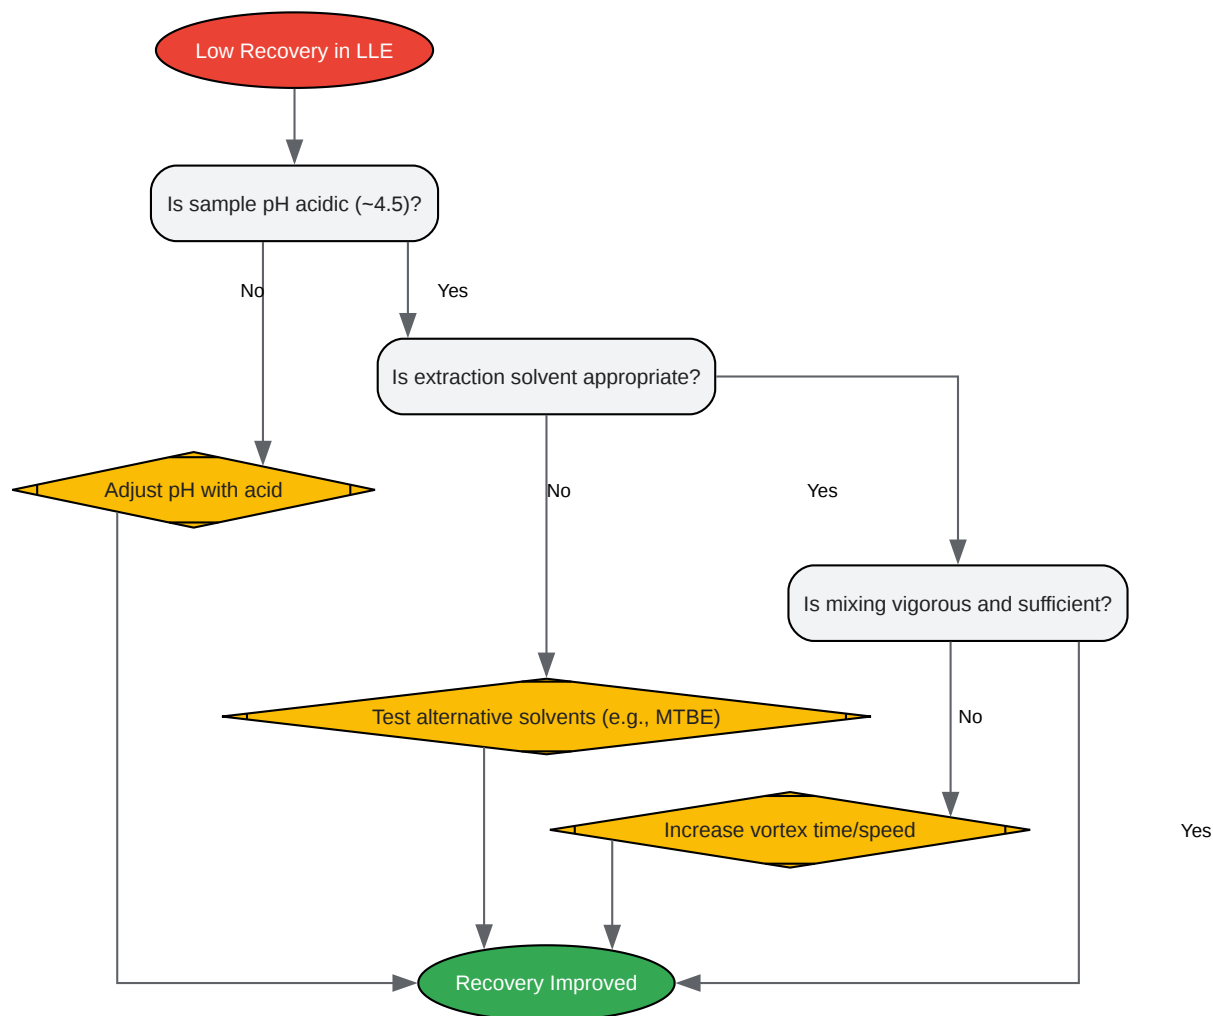 Low Recovery in LLE
Is sample pH acidic (~4.5)?
No
Yes
Is extraction solvent appropriate?
Adjust pH with acid
No
Yes
Is mixing vigorous and sufficient?
Test alternative solvents (e.g., MTBE)
No
Increase vortex time/speed
Yes
Recovery Improved